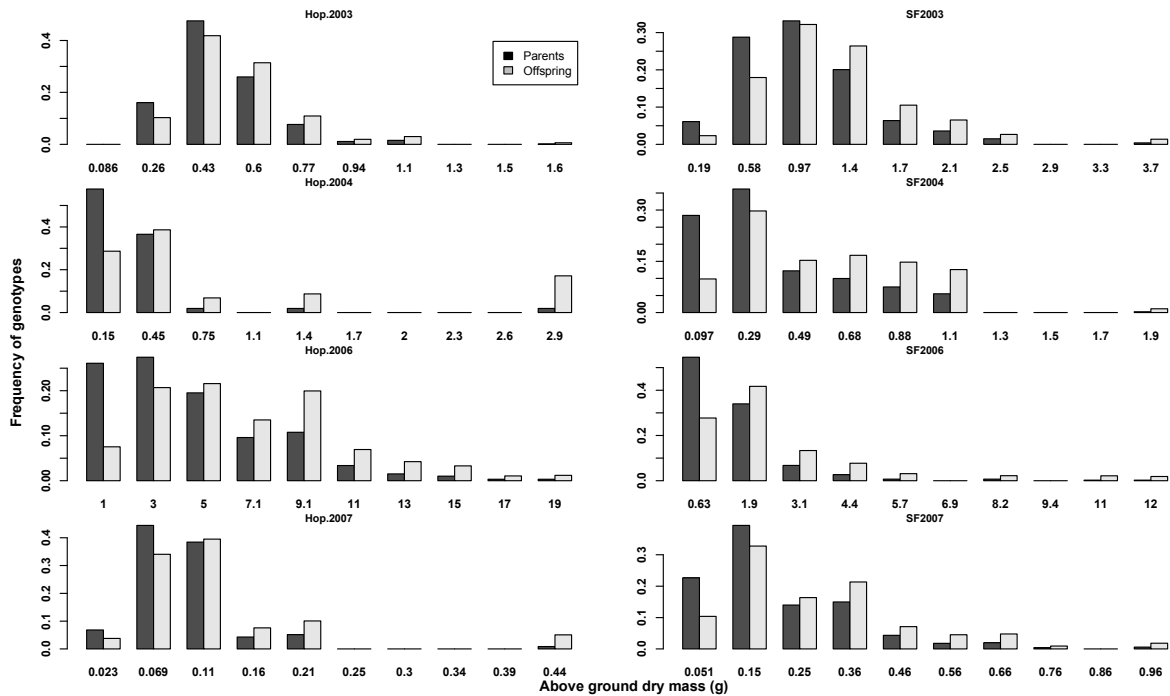 Hop.2003
0.0 0.2 0.4
Parents
Offspring
0.086 0.26 0.43 0.6 0.77 0.94 1.1 1.3 1.5 1.6
SF2003
0.00 0.10 0.20 0.30
0.19 0.58 0.97 1.4 1.7 2.1 2.5 2.9 3.3 3.7
Hop.2004
0.0 0.2 0.4
0.15 0.45 0.75 1.1 1.4 1.7 2 2.3 2.6 2.9
SF2004
0.00 0.15 0.30
0.097 0.29 0.49 0.68 0.88 1.1 1.3 1.5 1.7 1.9
Frequency of genotypes
Hop.2006
0.00 0.10 0.20
1 3 5 7.1 9.1 11 13 15 17 19
SF2006
0.0 0.2 0.4
0.63 1.9 3.1 4.4 5.7 6.9 8.2 9.4 11 12
Hop.2007
0.0 0.1 0.2 0.3 0.4
0.023 0.069 0.11 0.16 0.21 0.25 0.3 0.34 0.39 0.44
SF2007
0.0 0.1 0.2 0.3
0.051 0.15 0.25 0.36 0.46 0.56 0.66 0.76 0.86 0.96
Above ground dry mass (g)